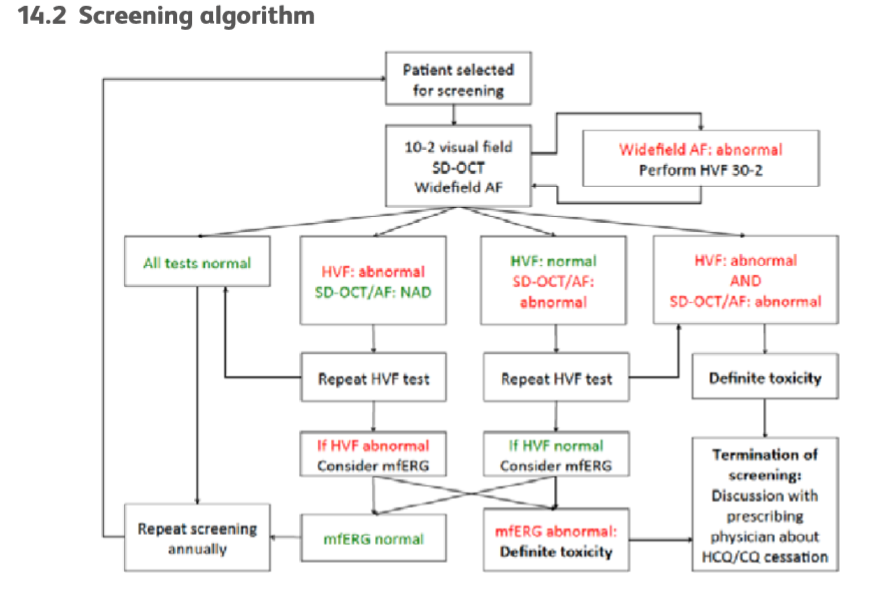 14.2 Screening algorithm
Patient selected
for screening
10-2 visual field
SD-OCT
Widefield AF
Widefield AF: abnormal
Perform HVF 30-2
All tests normal
HVF: abnormal
SD-OCT/AF: NAD
HVF: normal
SD-OCT/AF:
abnormal
HVF: abnormal
AND
SD-OCT/AF: abnormal
Repeat HVF test
Repeat HVF test
Definite toxicity
If HVF abnormal
Consider mfERG
If HVF normal
Consider mfERG
Termination of
screening:
Discussion with
prescribing
physician about
HCQ/CQ cessation
Repeat screening
annually
mfERG normal
mfERG abnormal:
Definite toxicity